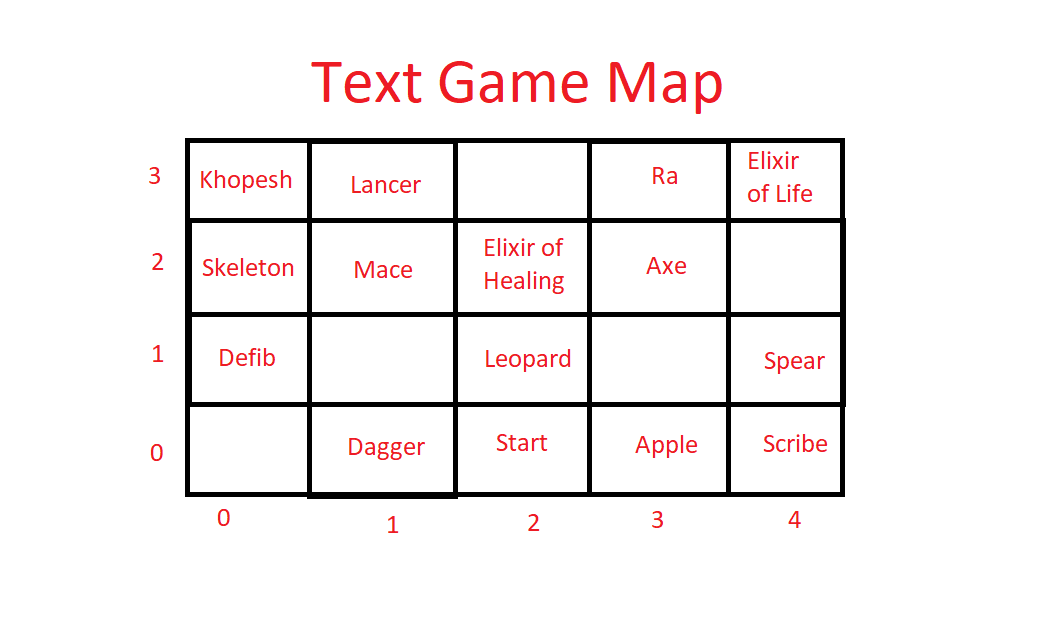 Text Game Map
3
Khopesh
Lancer
Ra
Elixir
of Life
2
Skeleton
Mace
Elixir of
Healing
Axe
1
Defib
Leopard
Spear
0
Dagger
Start
Apple
Scribe
0
1
2
3
4